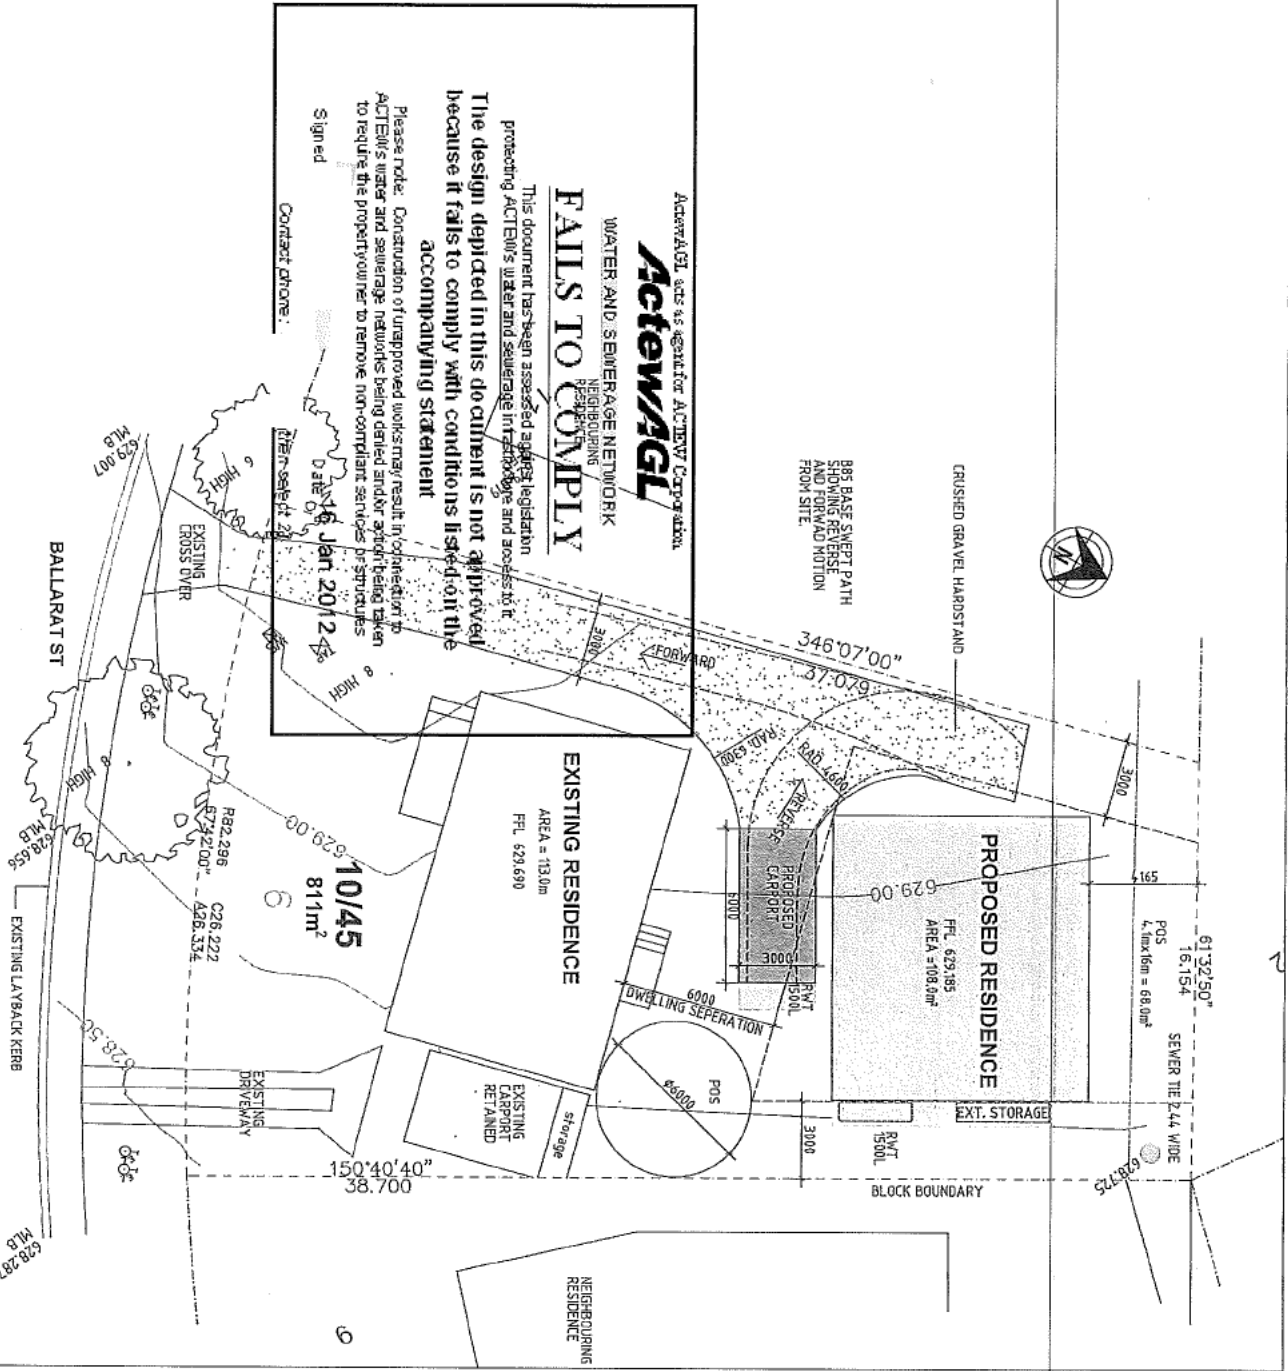 ActewAGL acts as agent for ACTEW Corporation
ActewAGL
WATER AND SEWERAGE NETWORK
FAILS TO COMPLY
This document has been assessed against legislation
protecting ACTEW's water and sewerage infrastructure and access to it
The design depicted in this document is not approved
because it fails to comply with conditions listed on the
accompanying statement
Please note: Construction of unapproved works may result in connection to
ACTEW's water and sewerage networks being denied and/or action being taken
to require the property owner to remove non-compliant services or structures
Signed
Date
16 Jan 2012
Contact phone:
then select 2
NEIGHBOURING
RESIDENCE
CRUSHED GRAVEL HARDSTAND
B85 BASE SWEPT PATH
SHOWING REVERSE
AND FORWAD MOTION
FROM SITE.
N
346°07'00"
37.079
3000
61°32'50"
16.154
SEWER TIE 2.44 WIDE
POS
4.1mx16m = 68.0m²
4165
628.725
PROPOSED RESIDENCE
FFL 629.185
AREA =108.0m²
629.00
EXT. STORAGE
RWT
1500L
BLOCK BOUNDARY
3000
FORWARD
3000
RAD. 6300
RAD. 4600
REVERSE
PROPOSED
CARPORT
6000
3000
RWT
1500L
6000
DWELLING SEPERATION
POS
Ø6000
EXISTING RESIDENCE
AREA = 113.0m
FFL 629.690
EXISTING
CARPORT
RETAINED
storage
10/45
811m²
6
629.00
8 HIGH
6 HIGH
EXISTING
CROSS OVER
629.007
MLB
BALLARAT ST
8 HIGH
R82.296
67°42'00"
C26.222
A26.334
628.656
MLB
EXISTING LAYBACK KERB
628.50
EXISTING
DRIVEWAY
150°40'40"
38.700
628.287
MLB
NEIGHBOURING
RESIDENCE
9